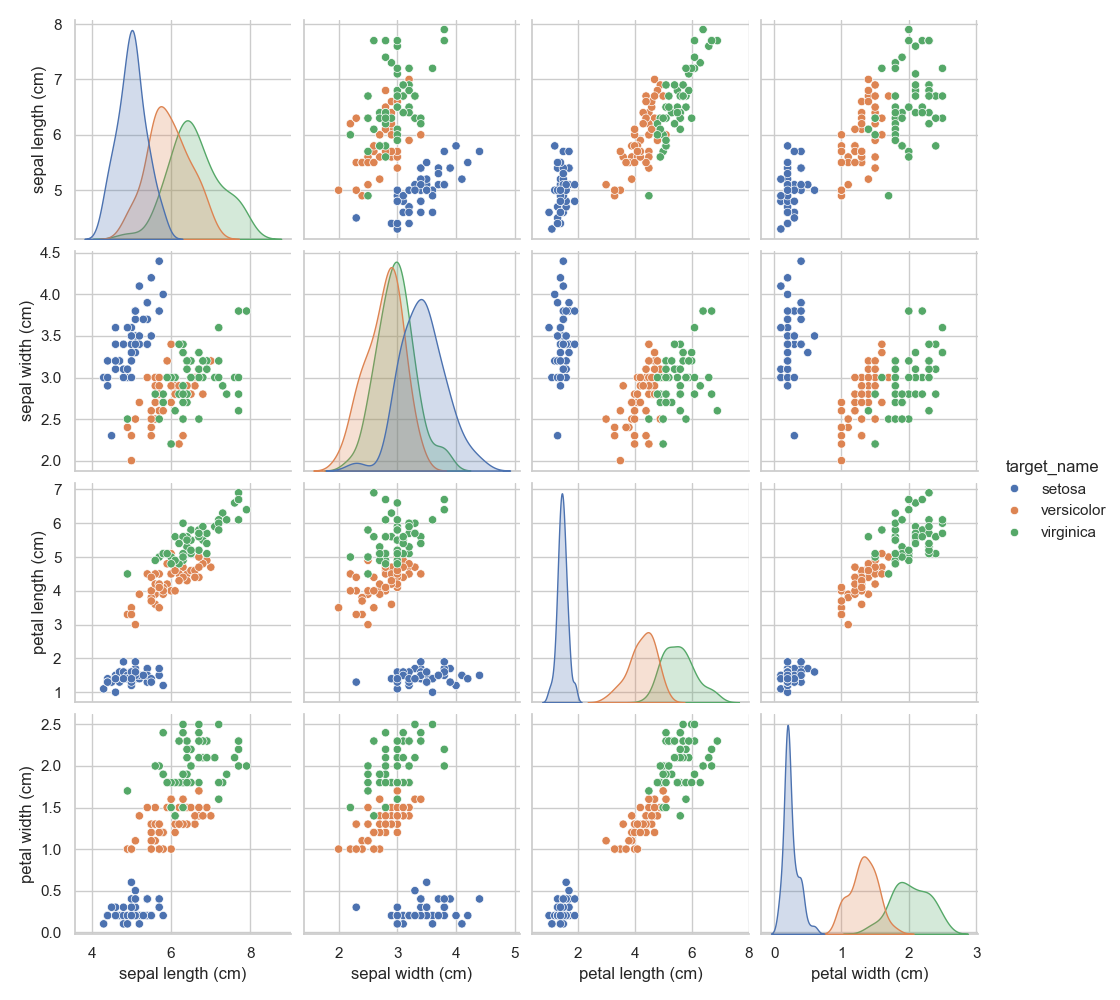 8
7
6
5
sepal length (cm)
4.5
4.0
3.5
3.0
2.5
2.0
sepal width (cm)
target_name
setosa
versicolor
virginica
7
6
5
4
3
2
1
petal length (cm)
2.5
2.0
1.5
1.0
0.5
0.0
petal width (cm)
4 6 8
sepal length (cm)
2 3 4 5
sepal width (cm)
2 4 6 8
petal length (cm)
0 1 2 3
petal width (cm)